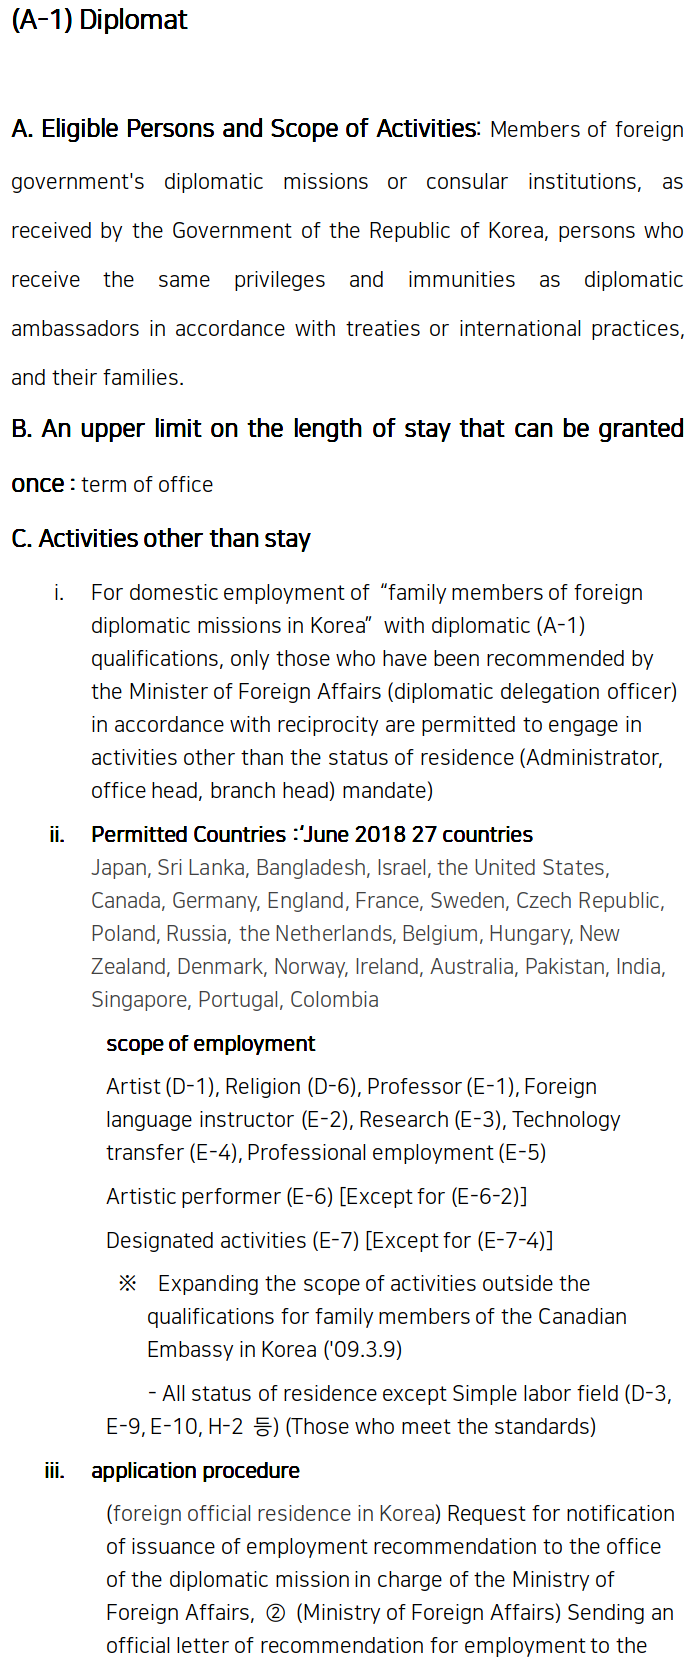 (A-1) Diplomat
A. Eligible Persons and Scope of Activities: Members of foreign
government's diplomatic missions or consular institutions, as
received by the Government of the Republic of Korea, persons who
receive the same privileges and immunities as diplomatic
ambassadors in accordance with treaties or international practices,
and their families.
B. An upper limit on the length of stay that can be granted
once : term of office
C. Activities other than stay
i. For domestic employment of “family members of foreign
diplomatic missions in Korea” with diplomatic (A-1)
qualifications, only those who have been recommended by
the Minister of Foreign Affairs (diplomatic delegation officer)
in accordance with reciprocity are permitted to engage in
activities other than the status of residence (Administrator,
office head, branch head) mandate)
ii. Permitted Countries :‘June 2018 27 countries
Japan, Sri Lanka, Bangladesh, Israel, the United States,
Canada, Germany, England, France, Sweden, Czech Republic,
Poland, Russia, the Netherlands, Belgium, Hungary, New
Zealand, Denmark, Norway, Ireland, Australia, Pakistan, India,
Singapore, Portugal, Colombia
scope of employment
Artist (D-1), Religion (D-6), Professor (E-1), Foreign
language instructor (E-2), Research (E-3), Technology
transfer (E-4), Professional employment (E-5)
Artistic performer (E-6) [Except for (E-6-2)]
Designated activities (E-7) [Except for (E-7-4)]
※ Expanding the scope of activities outside the
qualifications for family members of the Canadian
Embassy in Korea ('09.3.9)
- All status of residence except Simple labor field (D-3,
E-9, E-10, H-2 등) (Those who meet the standards)
iii. application procedure
(foreign official residence in Korea) Request for notification
of issuance of employment recommendation to the office
of the diplomatic mission in charge of the Ministry of
Foreign Affairs, ② (Ministry of Foreign Affairs) Sending an
official letter of recommendation for employment to the